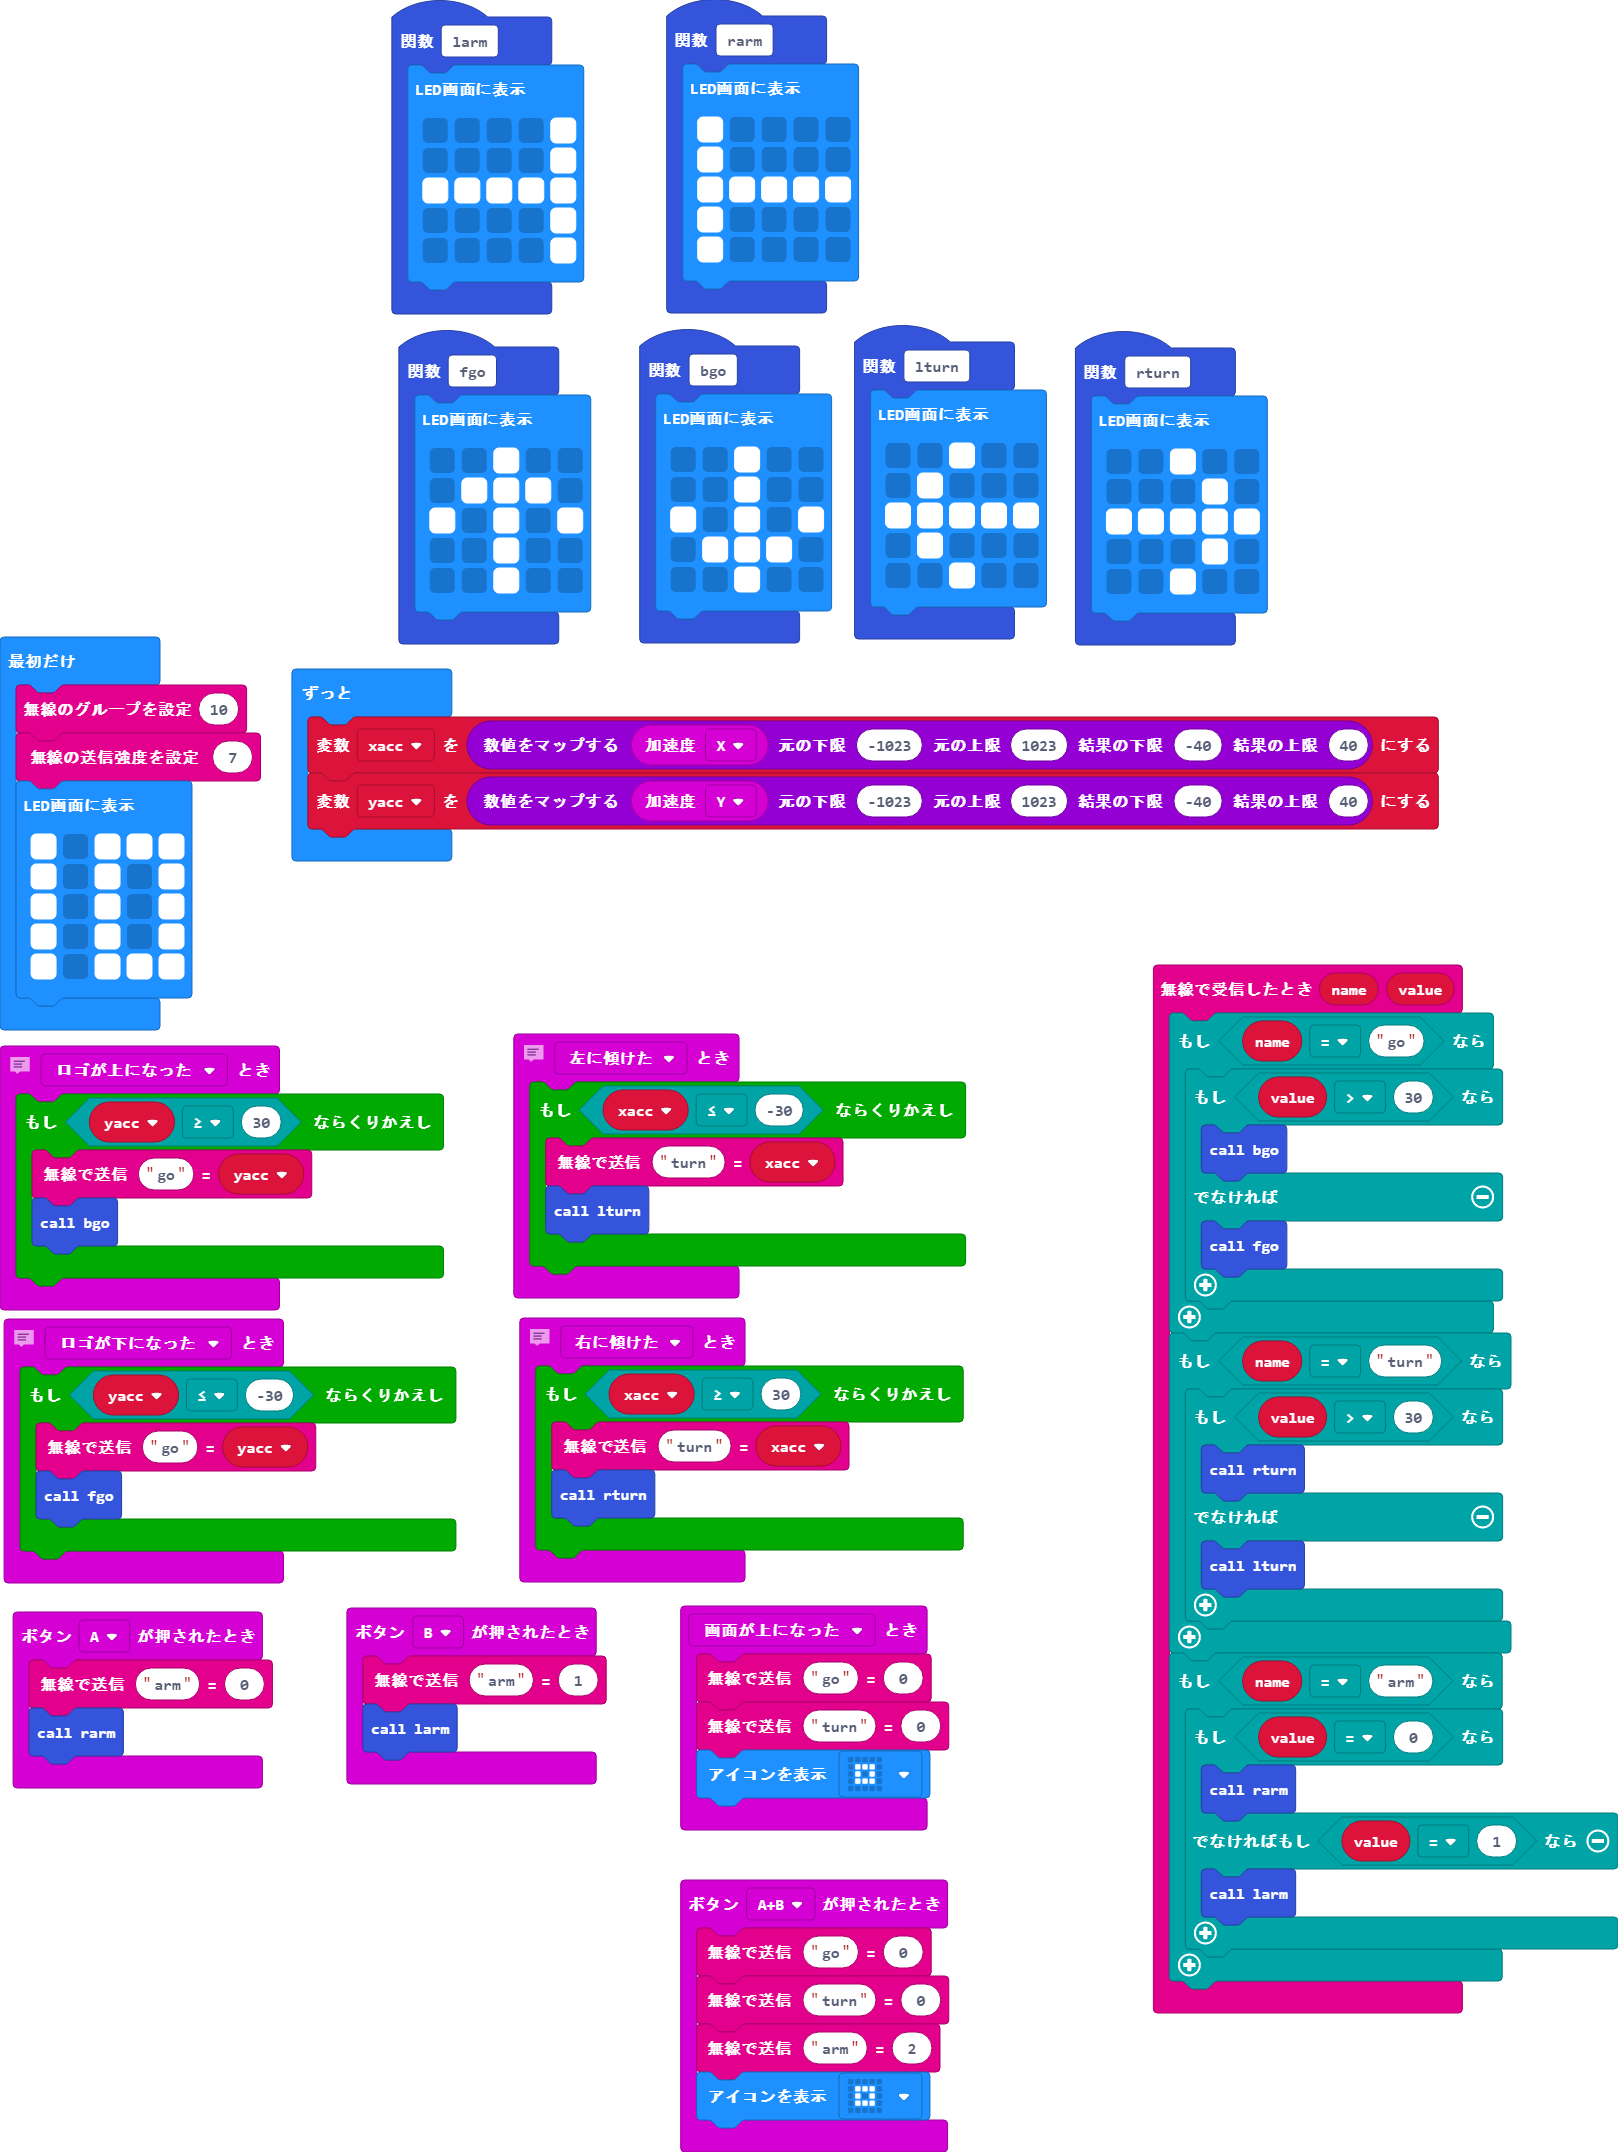 関数 larm
LED画面に表示
関数 rarm
LED画面に表示
関数 fgo
LED画面に表示
関数 bgo
LED画面に表示
関数 lturn
LED画面に表示
関数 rturn
LED画面に表示
最初だけ
無線のグループを設定 10
無線の送信強度を設定 7
LED画面に表示
ずっと
変数 xacc を 数値をマップする 加速度 X 元の下限 -1023 元の上限 1023 結果の下限 -40 結果の上限 40 にする
変数 yacc を 数値をマップする 加速度 Y 元の下限 -1023 元の上限 1023 結果の下限 -40 結果の上限 40 にする
ロゴが上になった とき
もし yacc ≥ 30 ならくりかえし
無線で送信 "go" = yacc
call bgo
左に傾けた とき
もし xacc ≤ -30 ならくりかえし
無線で送信 "turn" = xacc
call lturn
ロゴが下になった とき
もし yacc ≤ -30 ならくりかえし
無線で送信 "go" = yacc
call fgo
右に傾けた とき
もし xacc ≥ 30 ならくりかえし
無線で送信 "turn" = xacc
call rturn
ボタン A が押されたとき
無線で送信 "arm" = 0
call rarm
ボタン B が押されたとき
無線で送信 "arm" = 1
call larm
画面が上になった とき
無線で送信 "go" = 0
無線で送信 "turn" = 0
アイコンを表示
ボタン A+B が押されたとき
無線で送信 "go" = 0
無線で送信 "turn" = 0
無線で送信 "arm" = 2
アイコンを表示
無線で受信したとき name value
もし name = "go" なら
もし value > 30 なら
call bgo
でなければ
call fgo
もし name = "turn" なら
もし value > 30 なら
call rturn
でなければ
call lturn
もし name = "arm" なら
もし value = 0 なら
call rarm
でなければもし value = 1 なら
call larm